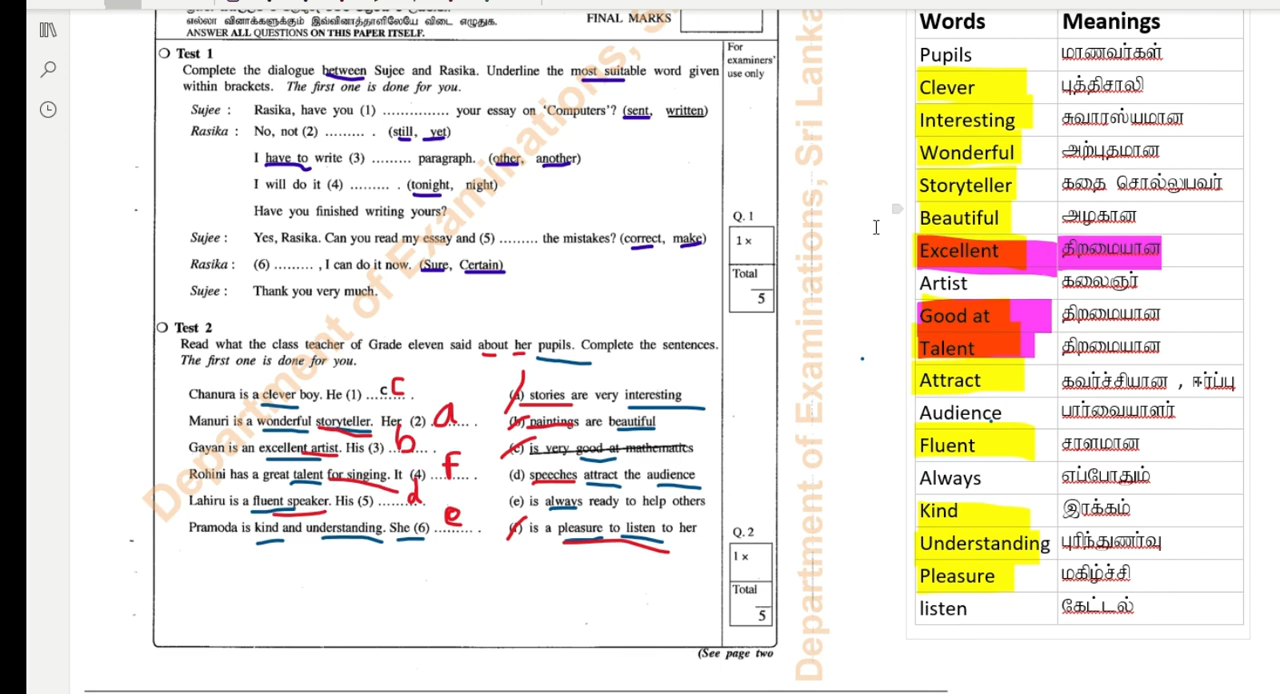 எல்லா வினாக்களுக்கும் இவ்வினாத்தாளிலேயே விடை எழுதுக.
ANSWER ALL QUESTIONS ON THIS PAPER ITSELF.
FINAL MARKS
For examiners' use only
Test 1
Complete the dialogue between Sujee and Rasika. Underline the most suitable word given
within brackets. The first one is done for you.
Sujee : Rasika, have you (1) ................ your essay on ‘Computers’? (sent, written)
Rasika : No, not (2) ......... . (still, yet)
I have to write (3) ......... paragraph. (other, another)
I will do it (4) ......... . (tonight, night)
Have you finished writing yours?
Sujee : Yes, Rasika. Can you read my essay and (5) ......... the mistakes? (correct, make)
Rasika : (6) ......... , I can do it now. (Sure, Certain)
Sujee : Thank you very much.
Q. 1
1 x
Total
5
Test 2
Read what the class teacher of Grade eleven said about her pupils. Complete the sentences.
The first one is done for you.
Chanura is a clever boy. He (1) ....c..... . c (a) stories are very interesting
Manuri is a wonderful storyteller. Her (2) ......... . a (b) paintings are beautiful
Gayan is an excellent artist. His (3) ......... . b (c) is very good at mathematics
Rohini has a great talent for singing. It (4) ......... . f (d) speeches attract the audience
Lahiru is a fluent speaker. His (5) ......... . d (e) is always ready to help others
Pramoda is kind and understanding. She (6) ......... . e (f) is a pleasure to listen to her
Q. 2
1 x
Total
5
(See page two
Department of Examinations, Sri Lanka
Words Meanings
Pupils மாணவர்கள்
Clever புத்திசாலி
Interesting சுவாரஸ்யமான
Wonderful அற்புதமான
Storyteller கதை சொல்லுபவர்
Beautiful அழகான
Excellent திறமையான
Artist கலைஞர்
Good at திறமையான
Talent திறமையான
Attract கவர்ச்சியான , ஈர்ப்பு
Audience பார்வையாளர்
Fluent சரளமான
Always எப்போதும்
Kind இரக்கம்
Understanding புரிந்துணர்வு
Pleasure மகிழ்ச்சி
listen கேட்டல்